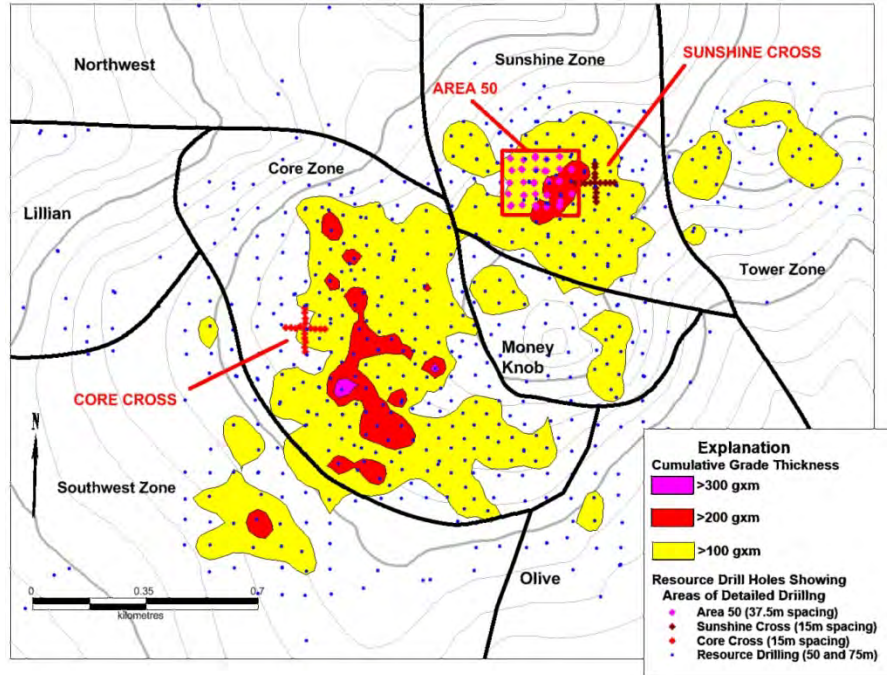 Northwest
Sunshine Zone
SUNSHINE CROSS
AREA 50
Core Zone
Lillian
Tower Zone
Money
Knob
CORE CROSS
N
Southwest Zone
Olive
0 0.35 0.7
kilometres
Explanation
Cumulative Grade Thickness
>300 gxm
>200 gxm
>100 gxm
Resource Drill Holes Showing
Areas of Detailed Driillng
Area 50 (37.5m spacing)
Sunshine Cross (15m spacing)
Core Cross (15m spacing)
Resource Drilling (50 and 75m)